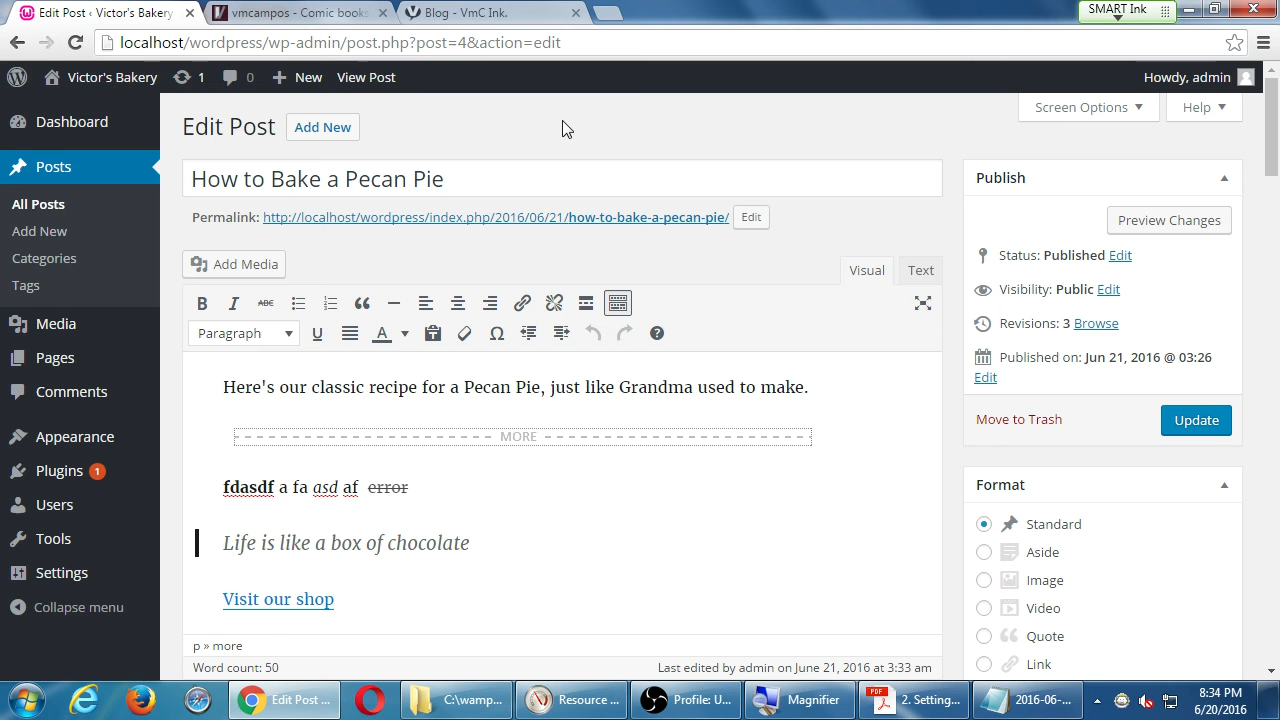 Edit Post ‹ Victor's Bakery
vmcampos - Comic books
Blog - VmC Ink.
SMART Ink
localhost/wordpress/wp-admin/post.php?post=4&action=edit
Victor's Bakery 1 0 New View Post Howdy, admin
Screen Options Help
Dashboard
Posts
All Posts
Add New
Categories
Tags
Media
Pages
Comments
Appearance
Plugins 1
Users
Tools
Settings
Collapse menu
Edit Post Add New
How to Bake a Pecan Pie
Permalink: http://localhost/wordpress/index.php/2016/06/21/how-to-bake-a-pecan-pie/ Edit
Add Media
Visual Text
B I ABC
Paragraph U A Ω ?
Here's our classic recipe for a Pecan Pie, just like Grandma used to make.
MORE
fdasdf a fa asd af error
Life is like a box of chocolate
Visit our shop
p » more
Word count: 50 Last edited by admin on June 21, 2016 at 3:33 am
Publish
Preview Changes
Status: Published Edit
Visibility: Public Edit
Revisions: 3 Browse
Published on: Jun 21, 2016 @ 03:26
Edit
Move to Trash Update
Format
Standard
Aside
Image
Video
Quote
Link
Edit Post ...
C:\wamp...
Resource ...
Profile: U...
Magnifier
PDF
2. Setting...
2016-06-...
8:34 PM
6/20/2016